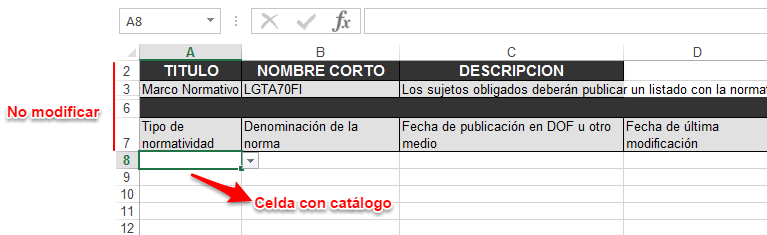 A8 fx
A B C D
2 TITULO NOMBRE CORTO DESCRIPCION
3 Marco Normativo LGTA70FI Los sujetos obligados deberán publicar un listado con la normat
No modificar
6
Tipo de Denominación de la Fecha de publicación en DOF u otro Fecha de última
7 normatividad norma medio modificación
8
9
10 Celda con catálogo
11
12